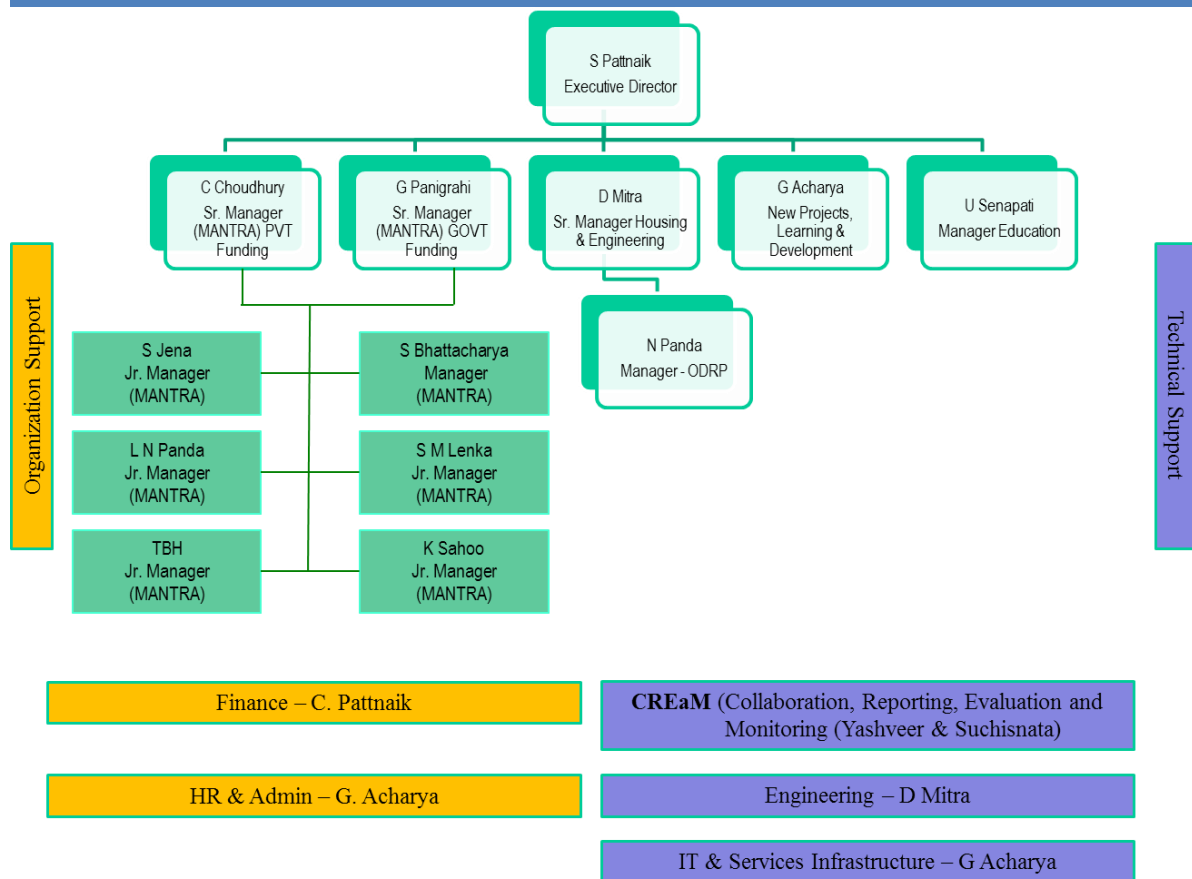 S Pattnaik
Executive Director
C Choudhury
Sr. Manager
(MANTRA) PVT
Funding
G Panigrahi
Sr. Manager
(MANTRA) GOVT
Funding
D Mitra
Sr. Manager Housing
& Engineering
G Acharya
New Projects,
Learning &
Development
U Senapati
Manager Education
N Panda
Manager - ODRP
Organization Support
Technical Support
S Jena
Jr. Manager
(MANTRA)
S Bhattacharya
Manager
(MANTRA)
L N Panda
Jr. Manager
(MANTRA)
S M Lenka
Jr. Manager
(MANTRA)
TBH
Jr. Manager
(MANTRA)
K Sahoo
Jr. Manager
(MANTRA)
Finance – C. Pattnaik
CREaM (Collaboration, Reporting, Evaluation and
Monitoring (Yashveer & Suchisnata)
HR & Admin – G. Acharya
Engineering – D Mitra
IT & Services Infrastructure – G Acharya